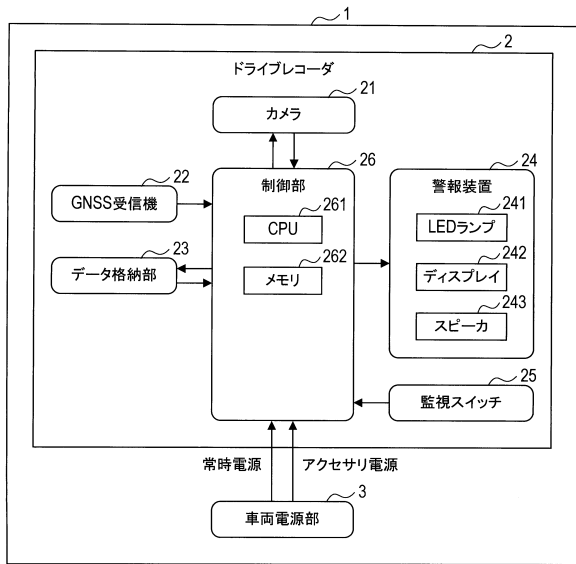 1
2
ドライブレコーダ
21
カメラ
22
GNSS受信機
26
制御部
24
警報装置
261
CPU
241
LEDランプ
23
データ格納部
262
メモリ
242
ディスプレイ
243
スピーカ
25
監視スイッチ
常時電源
アクセサリ電源
3
車両電源部